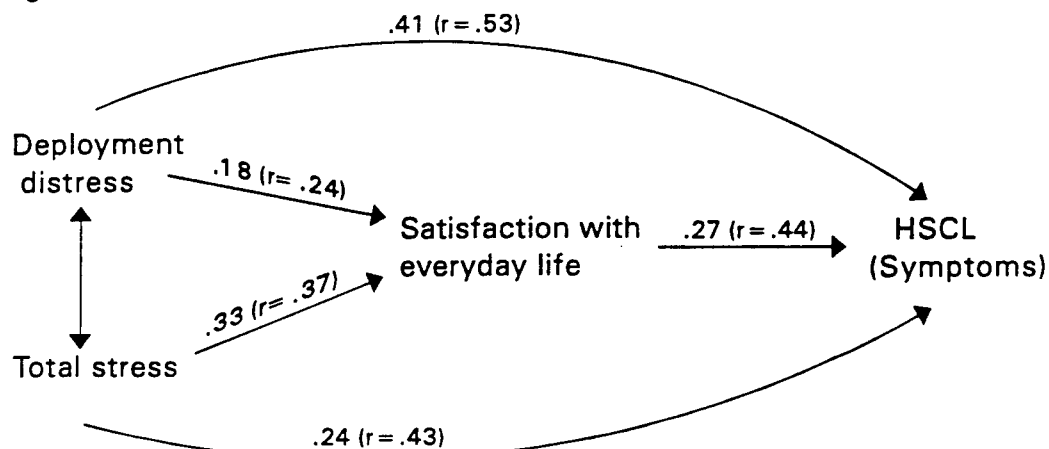 .41 (r = .53)
Deployment
distress
.18 (r= .24)
Satisfaction with
everyday life
.27 (r = .44)
HSCL
(Symptoms)
.33 (r= .37)
Total stress
.24 (r = .43)